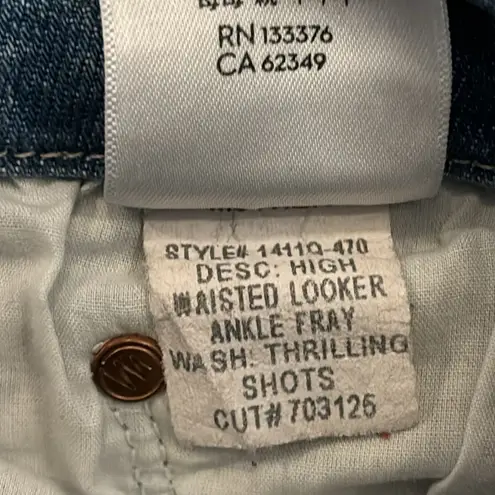 RN 133376
CA 62349
STYLE# 1411Q-470
DESC: HIGH
WAISTED LOOKER
ANKLE FRAY
WASH: THRILLING
SHOTS
CUT# 703125